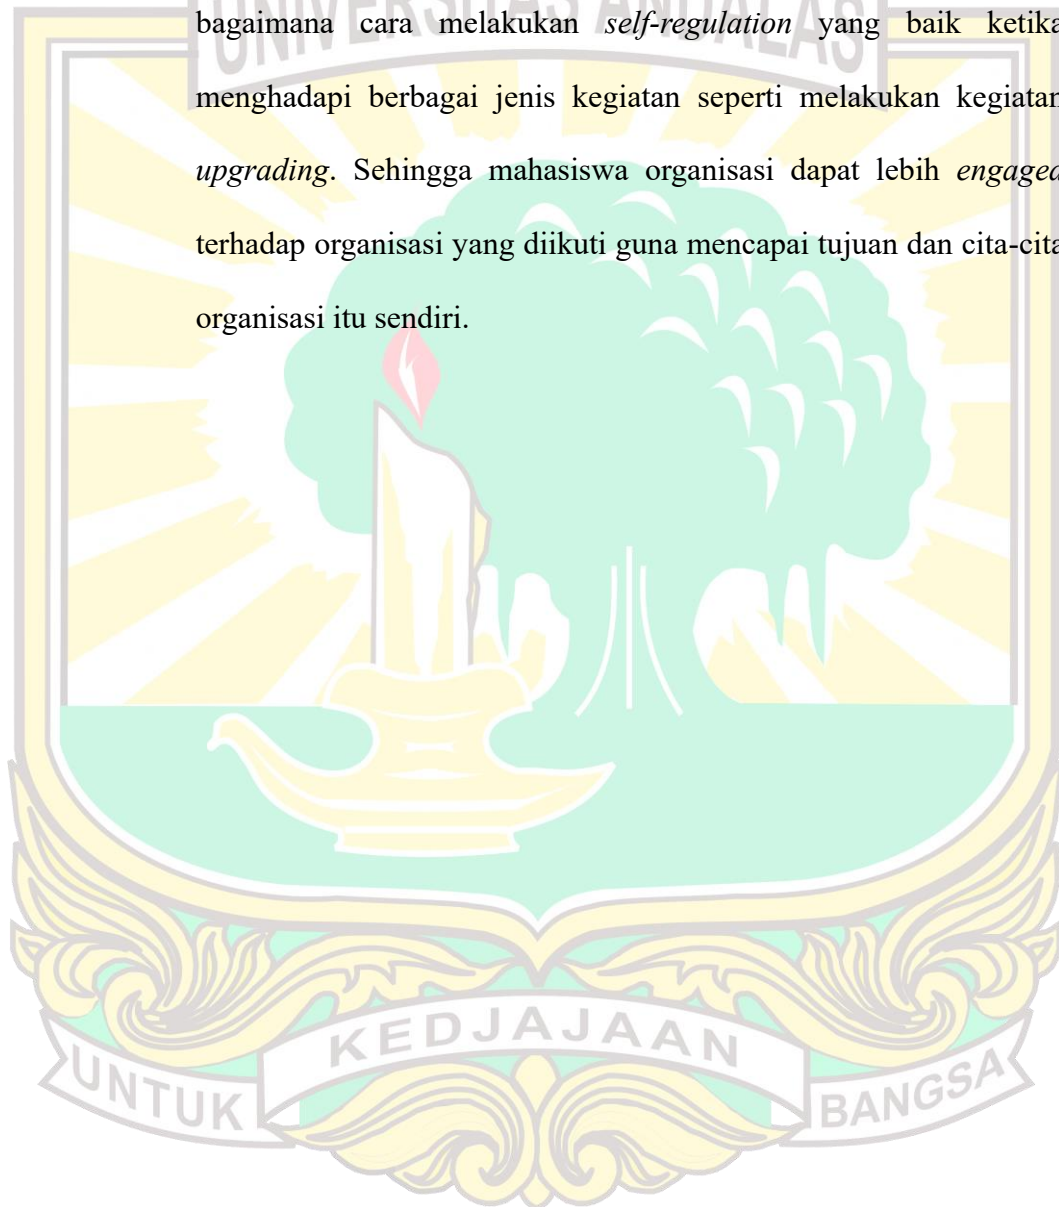 UNIVERSITAS ANDALAS
bagaimana cara melakukan self-regulation yang baik ketika
menghadapi berbagai jenis kegiatan seperti melakukan kegiatan
upgrading. Sehingga mahasiswa organisasi dapat lebih engaged
terhadap organisasi yang diikuti guna mencapai tujuan dan cita-cita
organisasi itu sendiri.
UNTUK KEDJAJAAN BANGSA